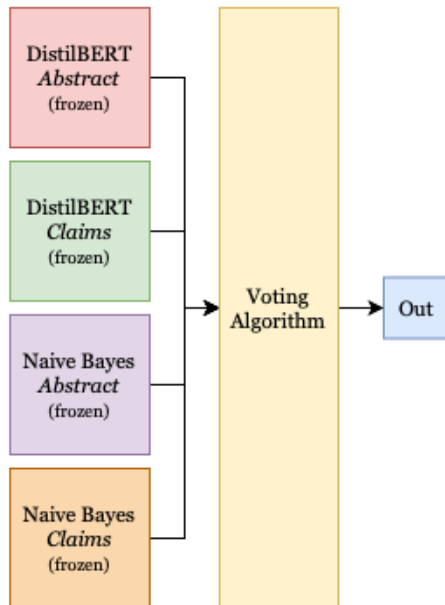 DistilBERT
Abstract
(frozen)
DistilBERT
Claims
(frozen)
Naive Bayes
Abstract
(frozen)
Naive Bayes
Claims
(frozen)
Voting
Algorithm
Out